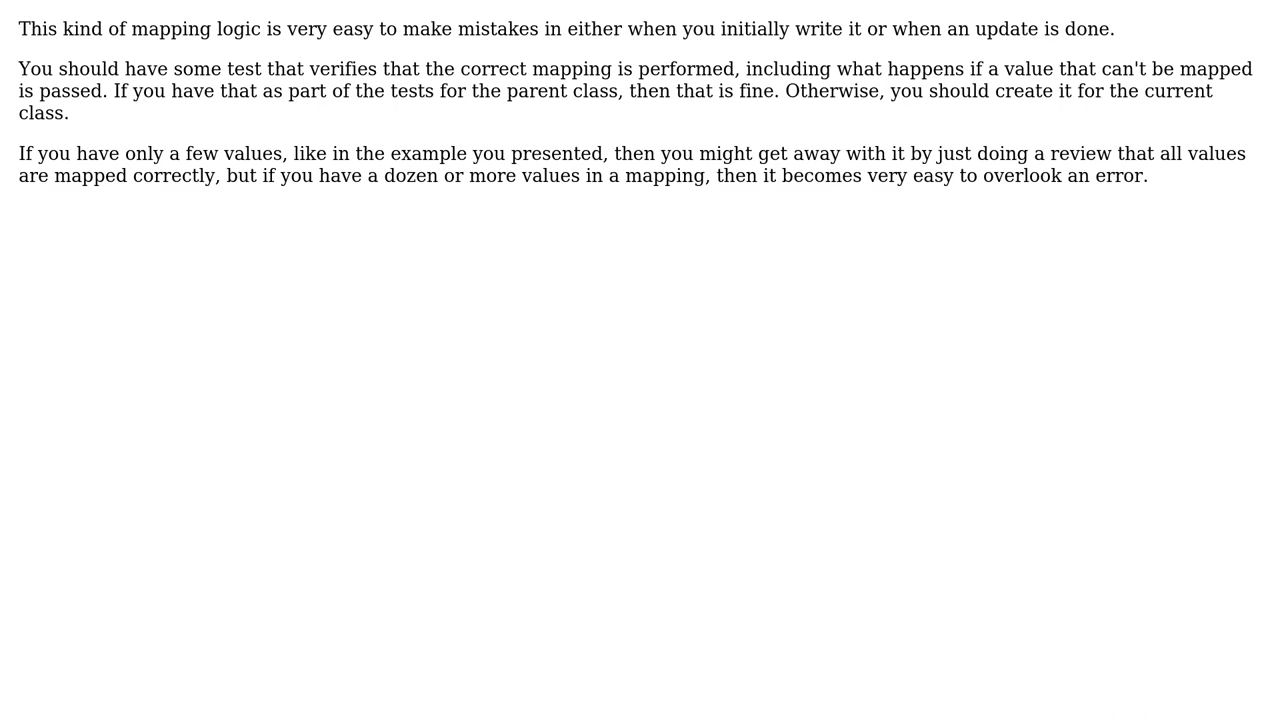 This kind of mapping logic is very easy to make mistakes in either when you initially write it or when an update is done.
You should have some test that verifies that the correct mapping is performed, including what happens if a value that can't be mapped
is passed. If you have that as part of the tests for the parent class, then that is fine. Otherwise, you should create it for the current
class.
If you have only a few values, like in the example you presented, then you might get away with it by just doing a review that all values
are mapped correctly, but if you have a dozen or more values in a mapping, then it becomes very easy to overlook an error.